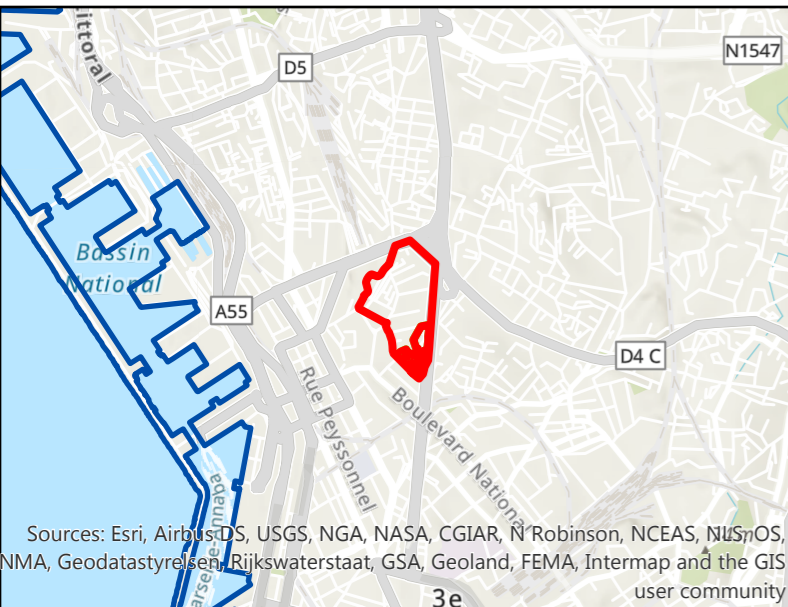 Littoral
D5
N1547
Bassin
National
A55
D4 C
Rue Peyssonnel
Boulevard National
Sources: Esri, Airbus DS, USGS, NGA, NASA, CGIAR, N Robinson, NCEAS, NLS, OS,
NMA, Geodatastyrelsen, Rijkswaterstaat, GSA, Geoland, FEMA, Intermap and the GIS
user community
3e